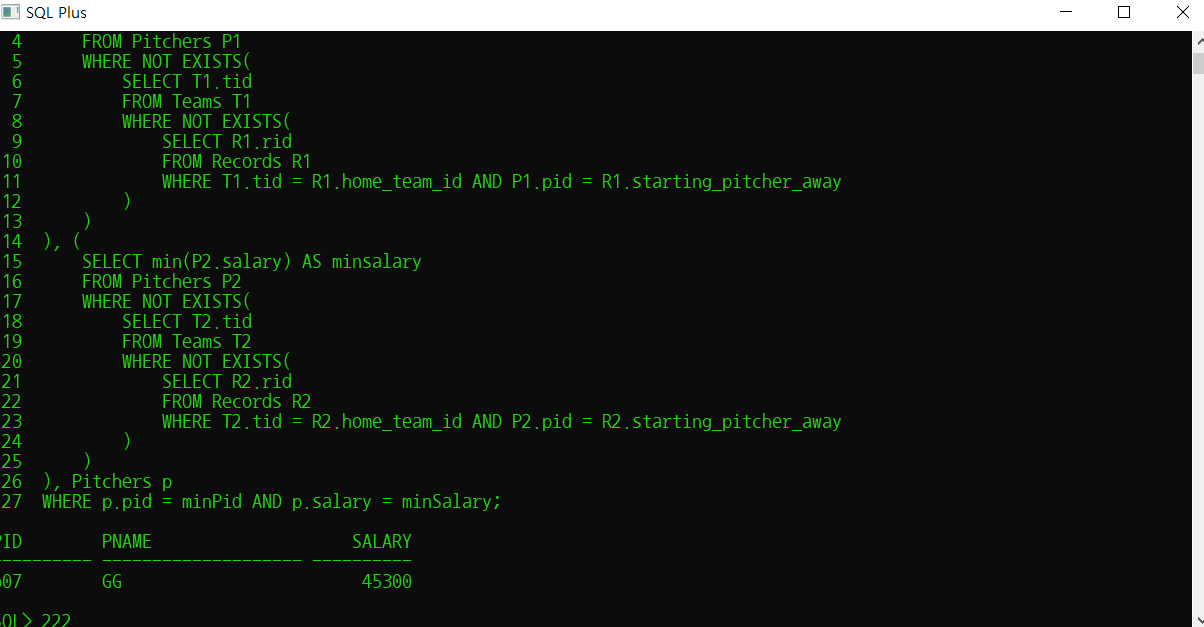 SQL Plus
4 FROM Pitchers P1
5 WHERE NOT EXISTS(
6 SELECT T1.tid
7 FROM Teams T1
8 WHERE NOT EXISTS(
9 SELECT R1.rid
10 FROM Records R1
11 WHERE T1.tid = R1.home_team_id AND P1.pid = R1.starting_pitcher_away
12 )
13 )
14 ), (
15 SELECT min(P2.salary) AS minsalary
16 FROM Pitchers P2
17 WHERE NOT EXISTS(
18 SELECT T2.tid
19 FROM Teams T2
20 WHERE NOT EXISTS(
21 SELECT R2.rid
22 FROM Records R2
23 WHERE T2.tid = R2.home_team_id AND P2.pid = R2.starting_pitcher_away
24 )
25 )
26 ), Pitchers p
27 WHERE p.pid = minPid AND p.salary = minSalary;
PID PNAME SALARY
---------- -------------------- ----------
07 GG 45300
SQL> 222